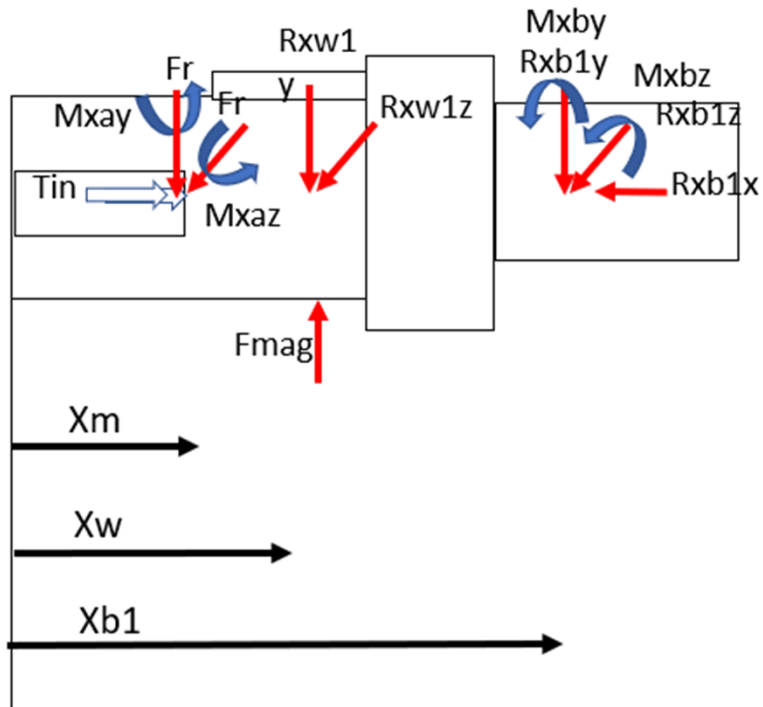 Mxby
Rxw1
y
Rxb1y
Fr
Mxbz
Fr
Mxay
Rxw1z
Rxb1z
Tin
Rxb1x
Mxaz
Fmag
Xm
Xw
Xb1